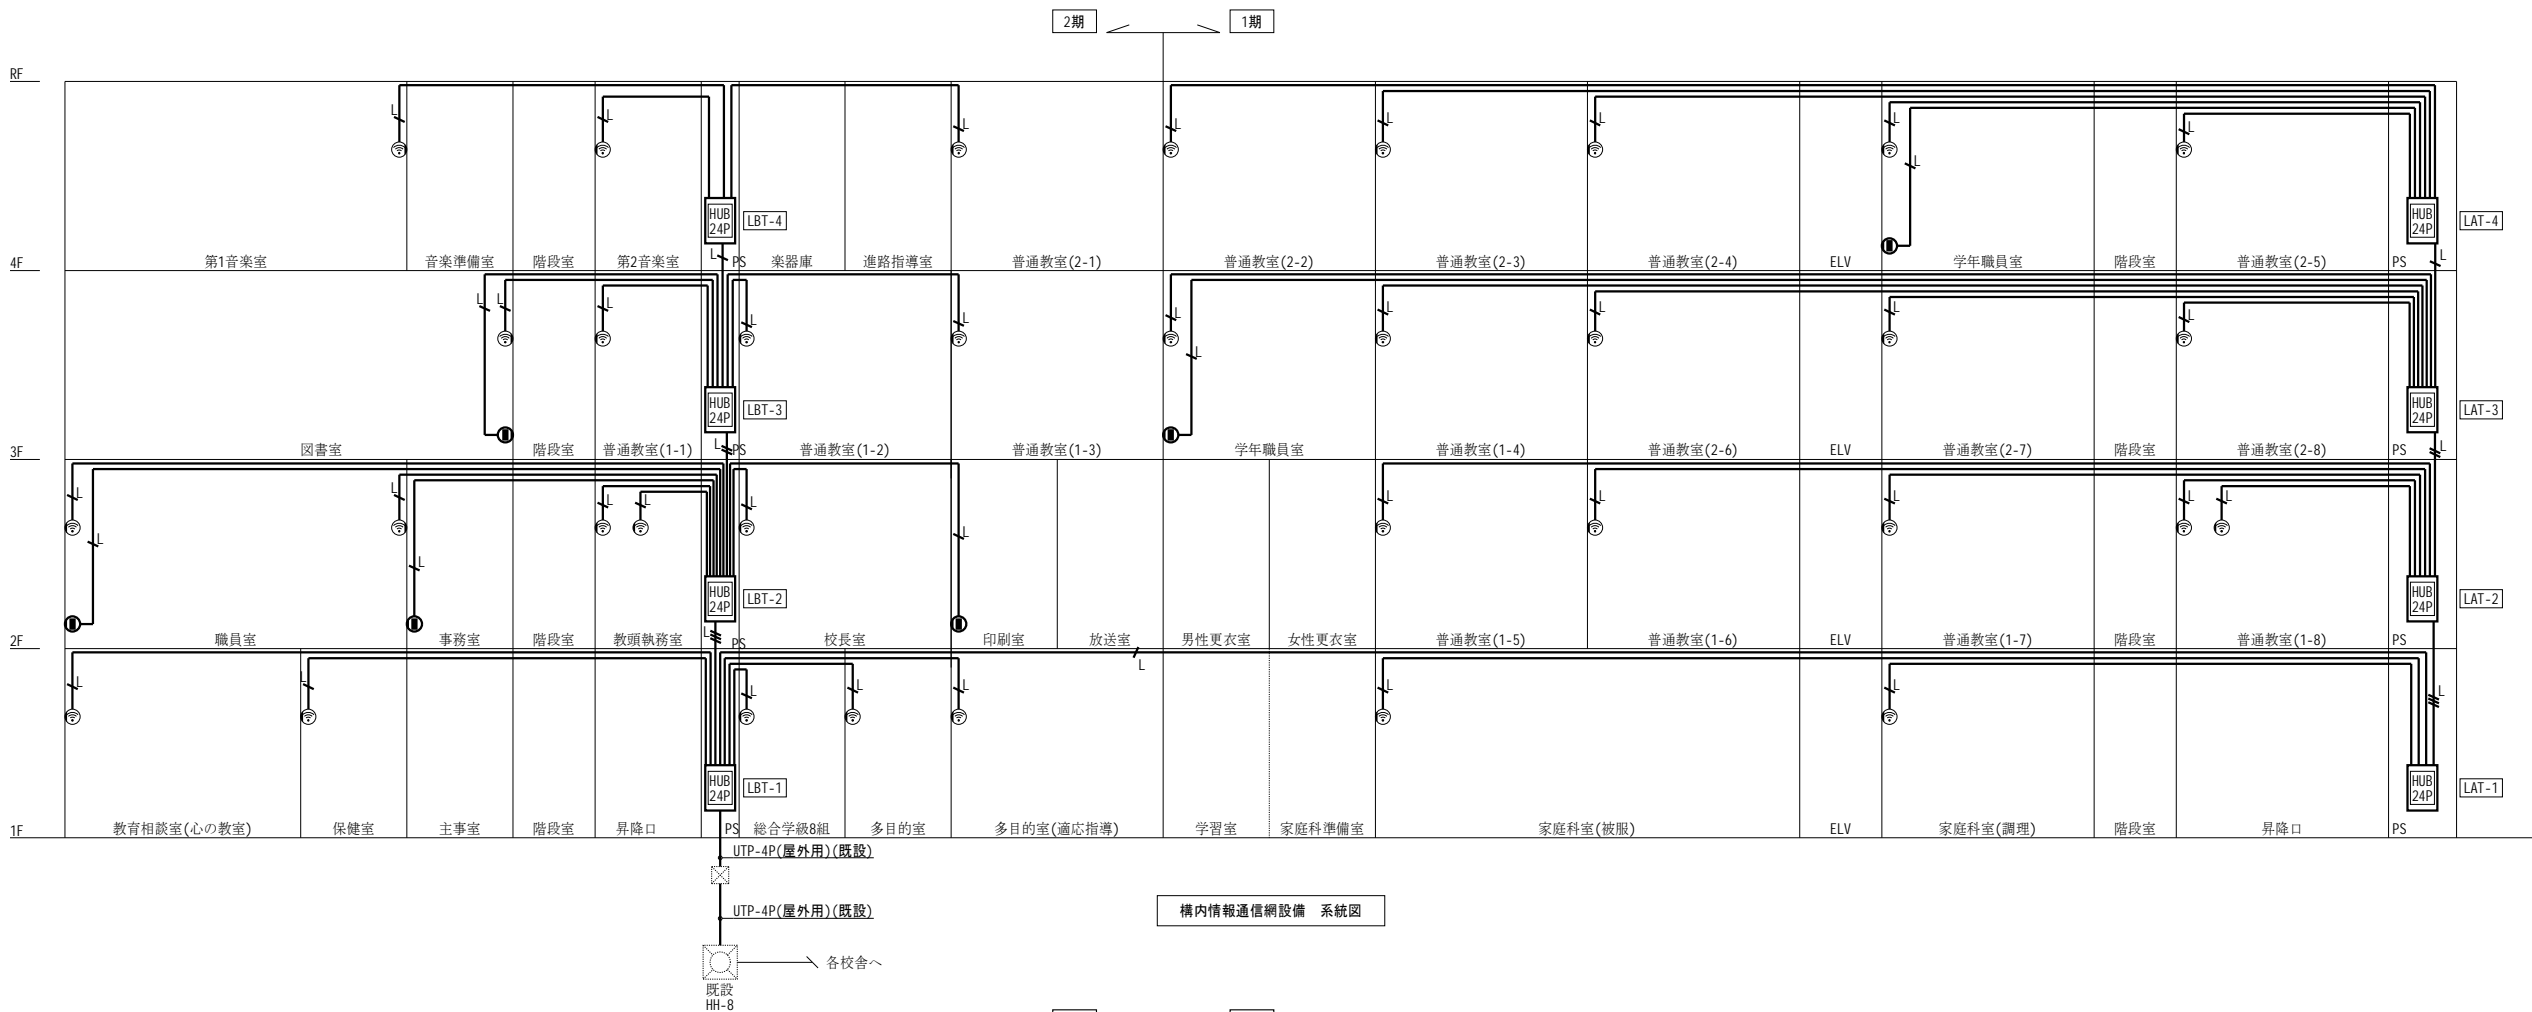 2期 1期
RF
L L L L L L L L L
HUB
24P
LBT-4
HUB
24P
LAT-4
4F 第1音楽室 音楽準備室 階段室 第2音楽室 L PS 楽器庫 進路指導室 普通教室(2-1) 普通教室(2-2) 普通教室(2-3) 普通教室(2-4) ELV 学年職員室 階段室 普通教室(2-5) PS L
L L L L L L L L L L L
HUB
24P
LBT-3
HUB
24P
LAT-3
3F 図書室 階段室 普通教室(1-1) L PS 普通教室(1-2) 普通教室(1-3) 学年職員室 普通教室(1-4) 普通教室(2-6) ELV 普通教室(2-7) 階段室 普通教室(2-8) PS L
L L L L L L L L L L L L L
HUB
24P
LBT-2
HUB
24P
LAT-2
2F 職員室 事務室 階段室 教頭執務室 L PS 校長室 印刷室 放送室 男性更衣室 女性更衣室 普通教室(1-5) 普通教室(1-6) ELV 普通教室(1-7) 階段室 普通教室(1-8) PS
L L L L L L L L L
HUB
24P
LBT-1
HUB
24P
LAT-1
1F 教育相談室(心の教室) 保健室 主事室 階段室 昇降口 PS 総合学級8組 多目的室 多目的室(適応指導) 学習室 家庭科準備室 家庭科室(被服) ELV 家庭科室(調理) 階段室 昇降口 PS
UTP-4P(屋外用)(既設)
UTP-4P(屋外用)(既設)
構内情報通信網設備 系統図
各校舎へ
既設
HH-8